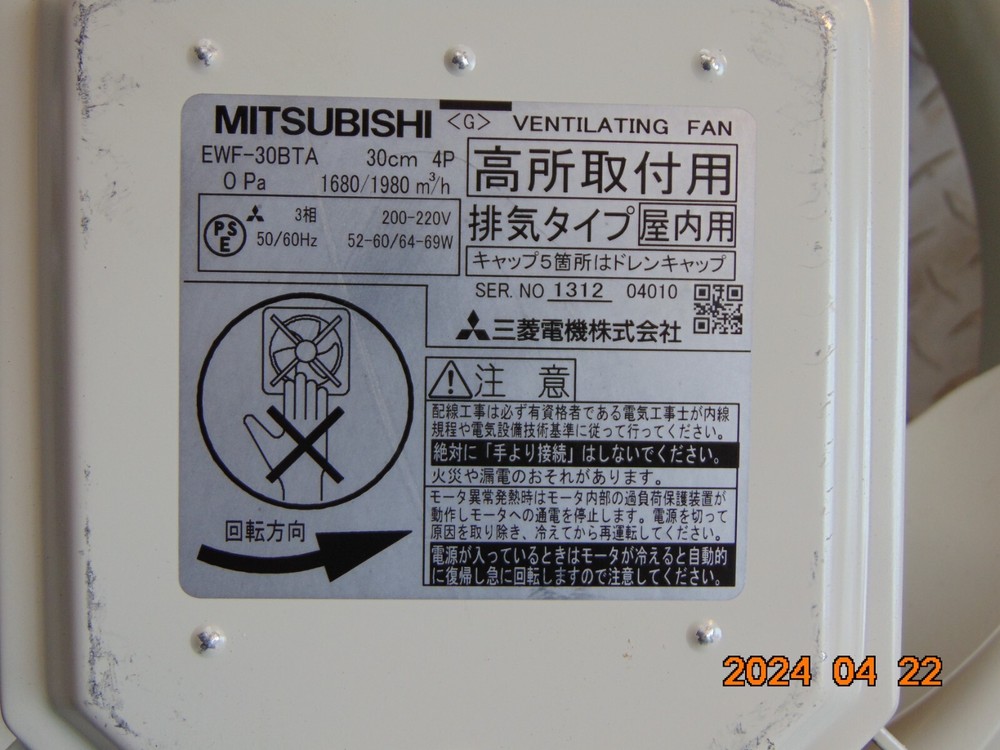 MITSUBISHI <G> VENTILATING FAN
EWF-30BTA 30cm 4P
0 Pa 1680/1980 m³/h
高所取付用
PSE 3相 200-220V
50/60Hz 52-60/64-69W
排気タイプ 屋内用
キャップ5箇所はドレンキャップ
SER. NO 1312 04010
三菱電機株式会社
注 意
配線工事は必ず有資格者である電気工事士が内線
規程や電気設備技術基準に従って行ってください。
絶対に「手より接続」はしないでください。
火災や漏電のおそれがあります。
モータ異常発熱時はモータ内部の過負荷保護装置が
動作しモータへの通電を停止します。電源を切って
原因を取り除き、冷えてから再運転してください。
電源が入っているときはモータが冷えると自動的
に復帰し急に回転しますので注意してください。
回転方向
2024 04 22